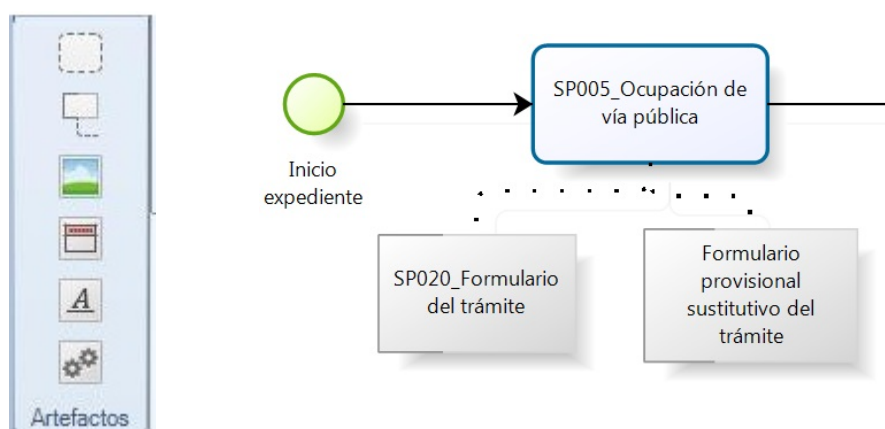 SP005_Ocupación de
vía pública
Inicio
expediente
SP020_Formulario
del trámite
Formulario
provisional
sustitutivo del
trámite
A
Artefactos